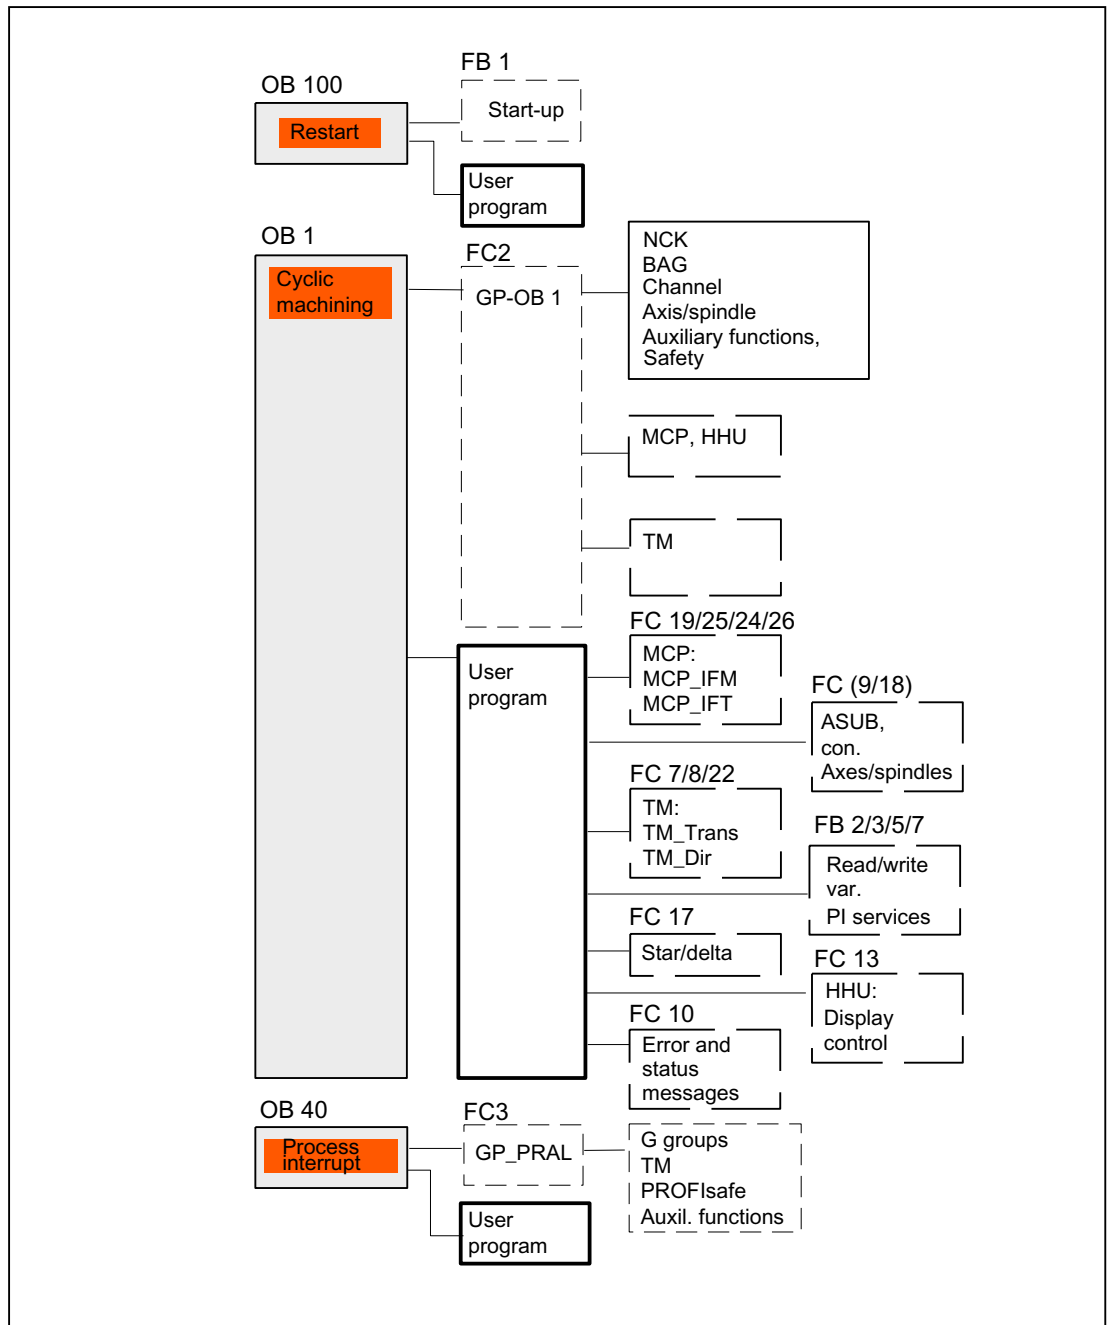 FB 1
OB 100
Start-up
Restart
User
program
OB 1
FC2
NCK
BAG
Channel
Axis/spindle
Auxiliary functions,
Safety
Cyclic
machining
GP-OB 1
MCP, HHU
TM
FC 19/25/24/26
MCP:
MCP_IFM
MCP_IFT
User
program
FC (9/18)
ASUB,
con.
Axes/spindles
FC 7/8/22
TM:
TM_Trans
TM_Dir
FB 2/3/5/7
Read/write
var.
PI services
FC 17
Star/delta
FC 13
HHU:
Display
control
FC 10
Error and
status
messages
OB 40
FC3
Process
interrupt
GP_PRAL
G groups
TM
PROFIsafe
Auxil. functions
User
program